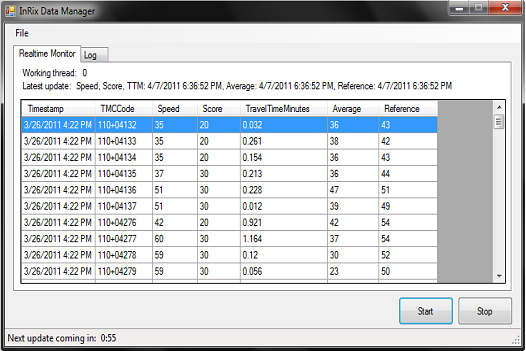 InRix Data Manager
File
Realtime Monitor Log
Working thread: 0
Latest update: Speed, Score, TTM: 4/7/2011 6:36:52 PM, Average: 4/7/2011 6:36:52 PM, Reference: 4/7/2011 6:36:52 PM
Timestamp TMCCode Speed Score TravelTimeMinutes Average Reference
3/26/2011 4:22 PM 110+04132 35 20 0.032 36 43
3/26/2011 4:22 PM 110+04133 35 20 0.261 38 42
3/26/2011 4:22 PM 110+04134 35 20 0.154 36 43
3/26/2011 4:22 PM 110+04135 37 30 0.213 36 44
3/26/2011 4:22 PM 110+04136 51 30 0.228 47 51
3/26/2011 4:22 PM 110+04137 51 30 0.012 39 49
3/26/2011 4:22 PM 110+04276 42 20 0.921 42 54
3/26/2011 4:22 PM 110+04277 60 30 1.164 37 54
3/26/2011 4:22 PM 110+04278 59 30 0.12 30 52
3/26/2011 4:22 PM 110+04279 59 30 0.056 23 50
Start Stop
Next update coming in: 0:55